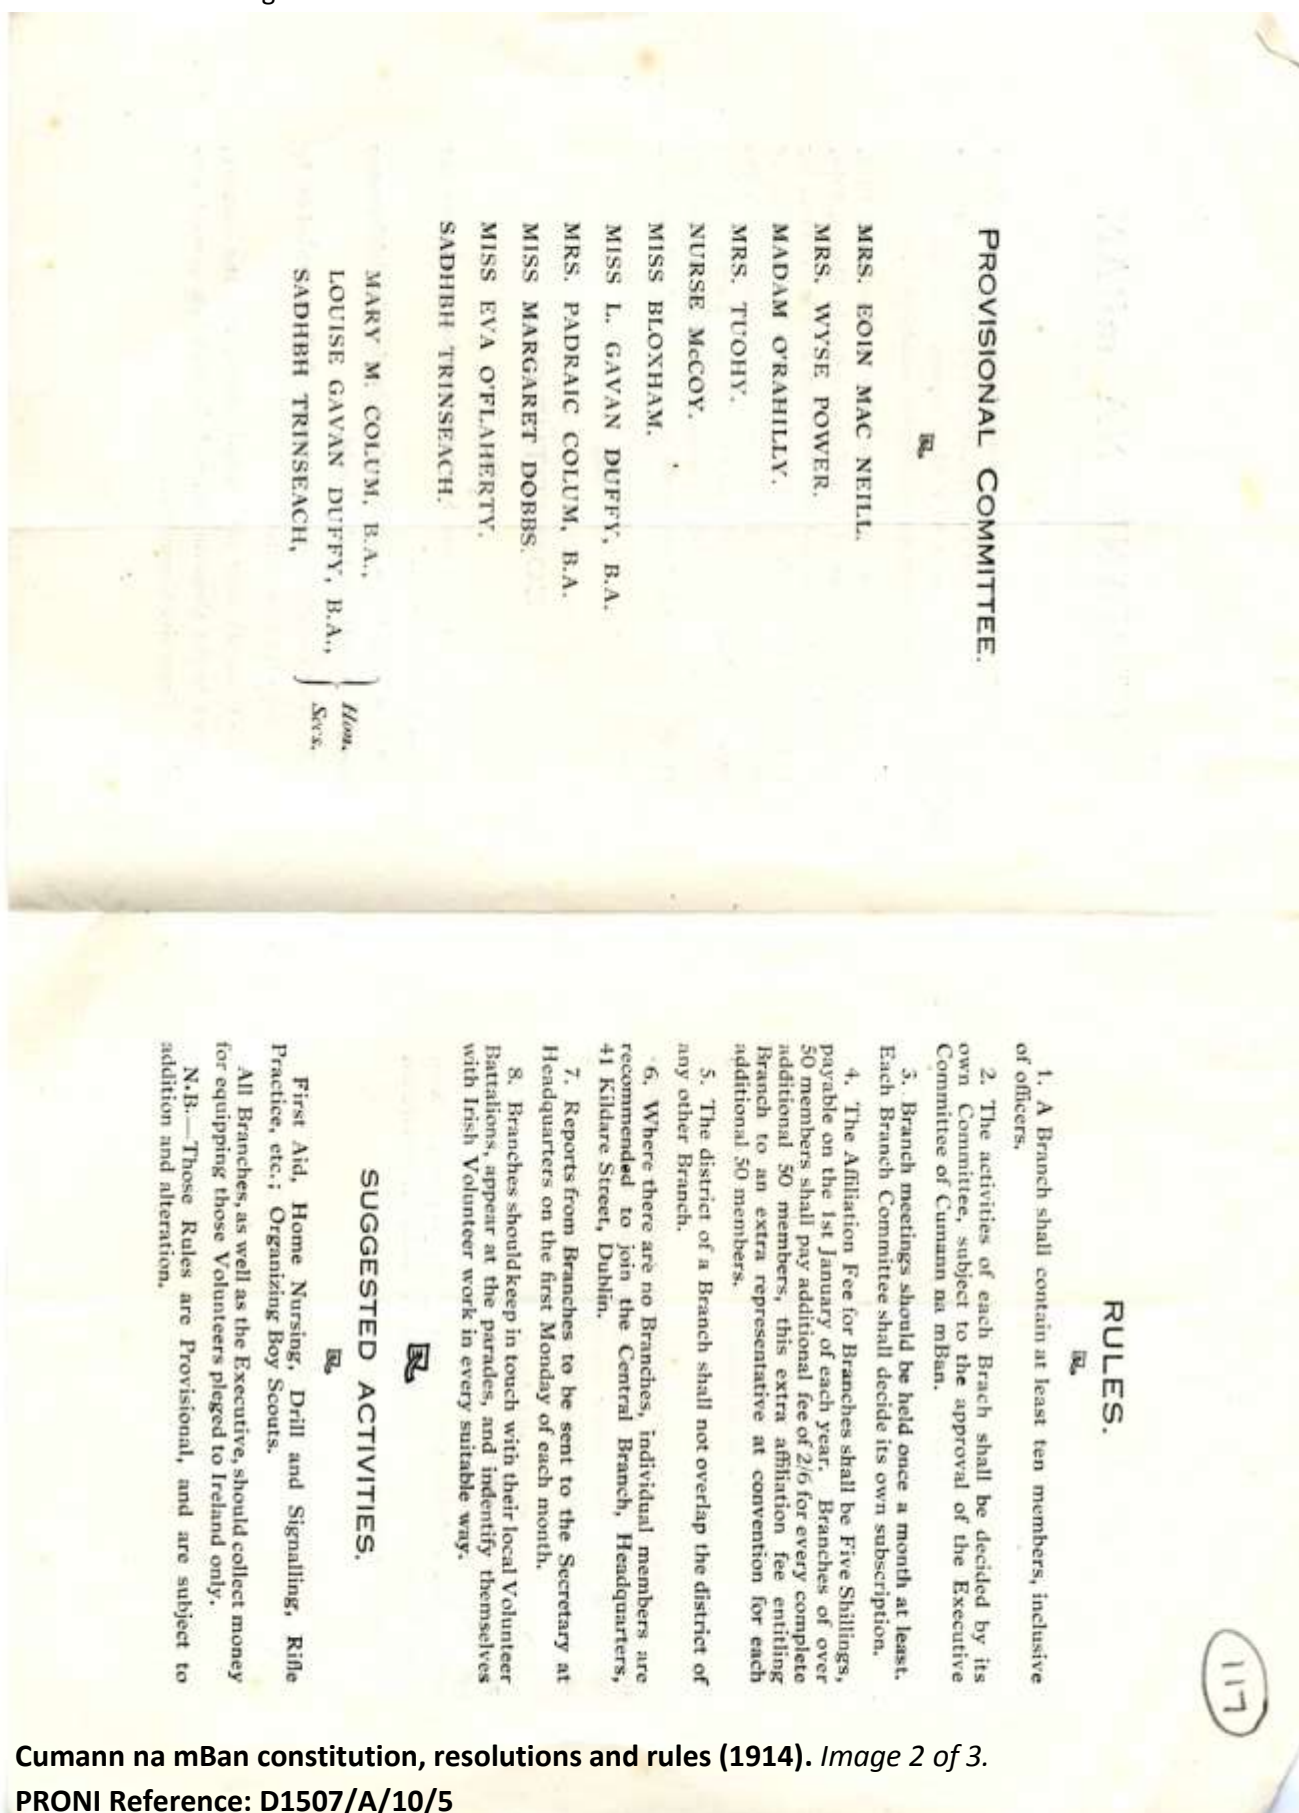 PROVISIONAL COMMITTEE.
MRS. EOIN MAC NEILL.
MRS. WYSE POWER.
MADAM O'RAHILLY.
MRS. TUOHY.
NURSE McCOY.
MISS BLOXHAM.
MISS L. GAVAN DUFFY, B.A.
MRS. PADRAIC COLUM, B.A.
MISS MARGARET DOBBS.
MISS EVA O'FLAHERTY.
SADHBH TRINSEACH.
MARY M. COLUM, B.A.,
LOUISE GAVAN DUFFY, B.A.,
SADHBH TRINSEACH,
Hon.
Secs.
117
RULES.
1. A Branch shall contain at least ten members, inclusive
of officers.
2. The activities of each Brach shall be decided by its
own Committee, subject to the approval of the Executive
Committee of Cumann na mBan.
3. Branch meetings should be held once a month at least.
Each Branch Committee shall decide its own subscription.
4. The Affiliation Fee for Branches shall be Five Shillings,
payable on the 1st January of each year. Branches of over
50 members shall pay additional fee of 2/6 for every complete
additional 50 members, this extra affiliation fee entitling
Branch to an extra representative at convention for each
additional 50 members.
5. The district of a Branch shall not overlap the district of
any other Branch.
6. Where there are no Branches, individual members are
recommended to join the Central Branch, Headquarters,
41 Kildare Street, Dublin.
7. Reports from Branches to be sent to the Secretary at
Headquarters on the first Monday of each month.
8. Branches should keep in touch with their local Volunteer
Battalions, appear at the parades, and indentify themselves
with Irish Volunteer work in every suitable way.
SUGGESTED ACTIVITIES.
First Aid, Home Nursing, Drill and Signalling, Rifle
Practice, etc.; Organizing Boy Scouts.
All Branches, as well as the Executive, should collect money
for equipping those Volunteers pleged to Ireland only.
N.B.—Those Rules are Provisional, and are subject to
addition and alteration.
Cumann na mBan constitution, resolutions and rules (1914). Image 2 of 3.
PRONI Reference: D1507/A/10/5